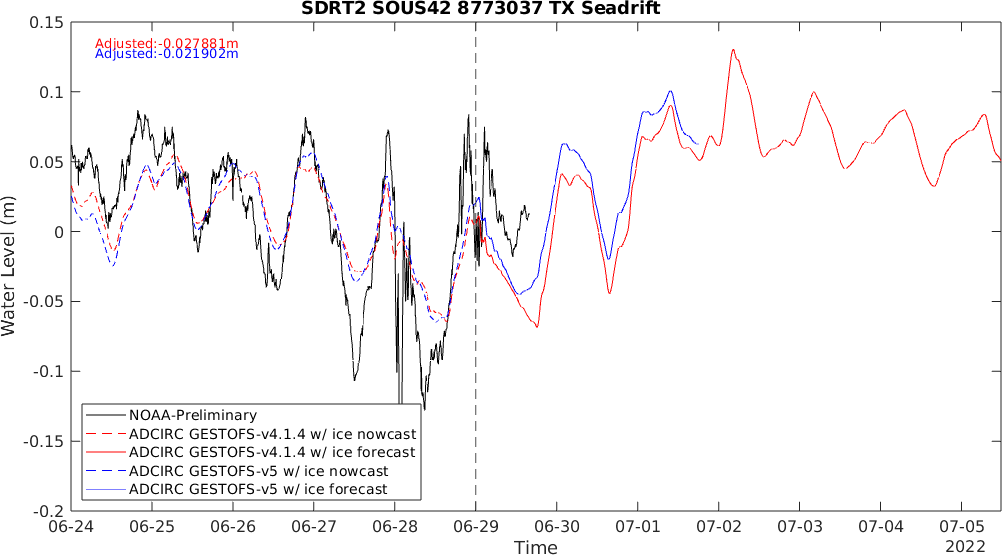 SDRT2 SOUS42 8773037 TX Seadrift
Adjusted:-0.027881m
Adjusted:-0.021902m
Water Level (m)
0.15
0.1
0.05
0
-0.05
-0.1
-0.15
-0.2
NOAA-Preliminary
ADCIRC GESTOFS-v4.1.4 w/ ice nowcast
ADCIRC GESTOFS-v4.1.4 w/ ice forecast
ADCIRC GESTOFS-v5 w/ ice nowcast
ADCIRC GESTOFS-v5 w/ ice forecast
06-24 06-25 06-26 06-27 06-28 06-29 06-30 07-01 07-02 07-03 07-04 07-05
Time
2022